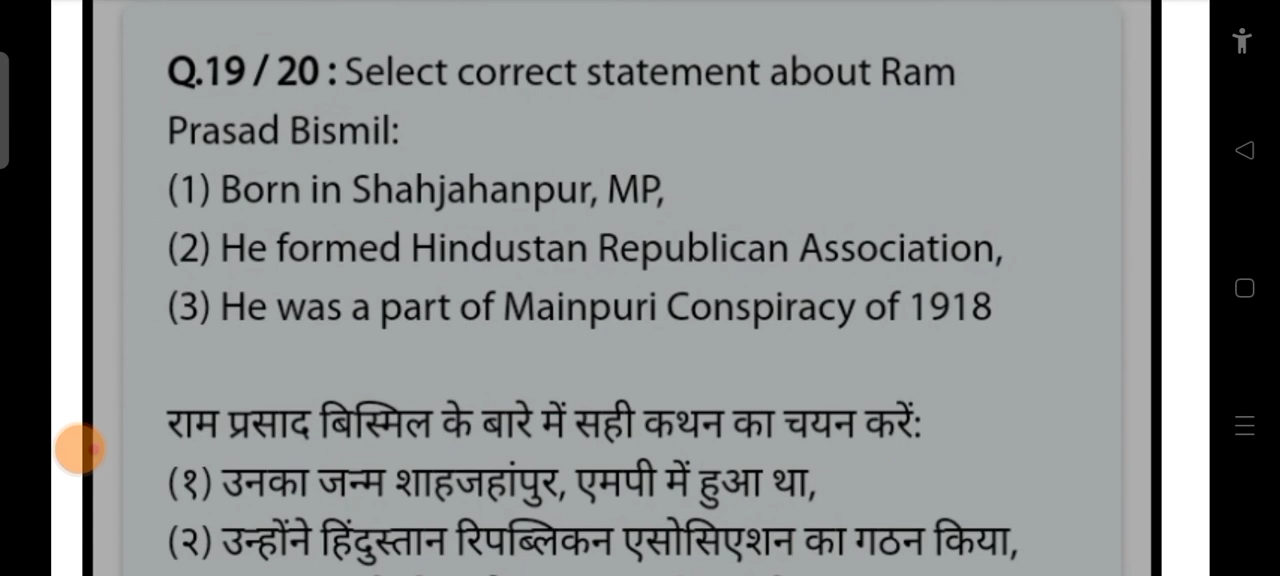 Q.19 / 20 : Select correct statement about Ram
Prasad Bismil:
(1) Born in Shahjahanpur, MP,
(2) He formed Hindustan Republican Association,
(3) He was a part of Mainpuri Conspiracy of 1918
राम प्रसाद बिस्मिल के बारे में सही कथन का चयन करें:
(१) उनका जन्म शाहजहांपुर, एमपी में हुआ था,
(२) उन्होंने हिंदुस्तान रिपब्लिकन एसोसिएशन का गठन किया,